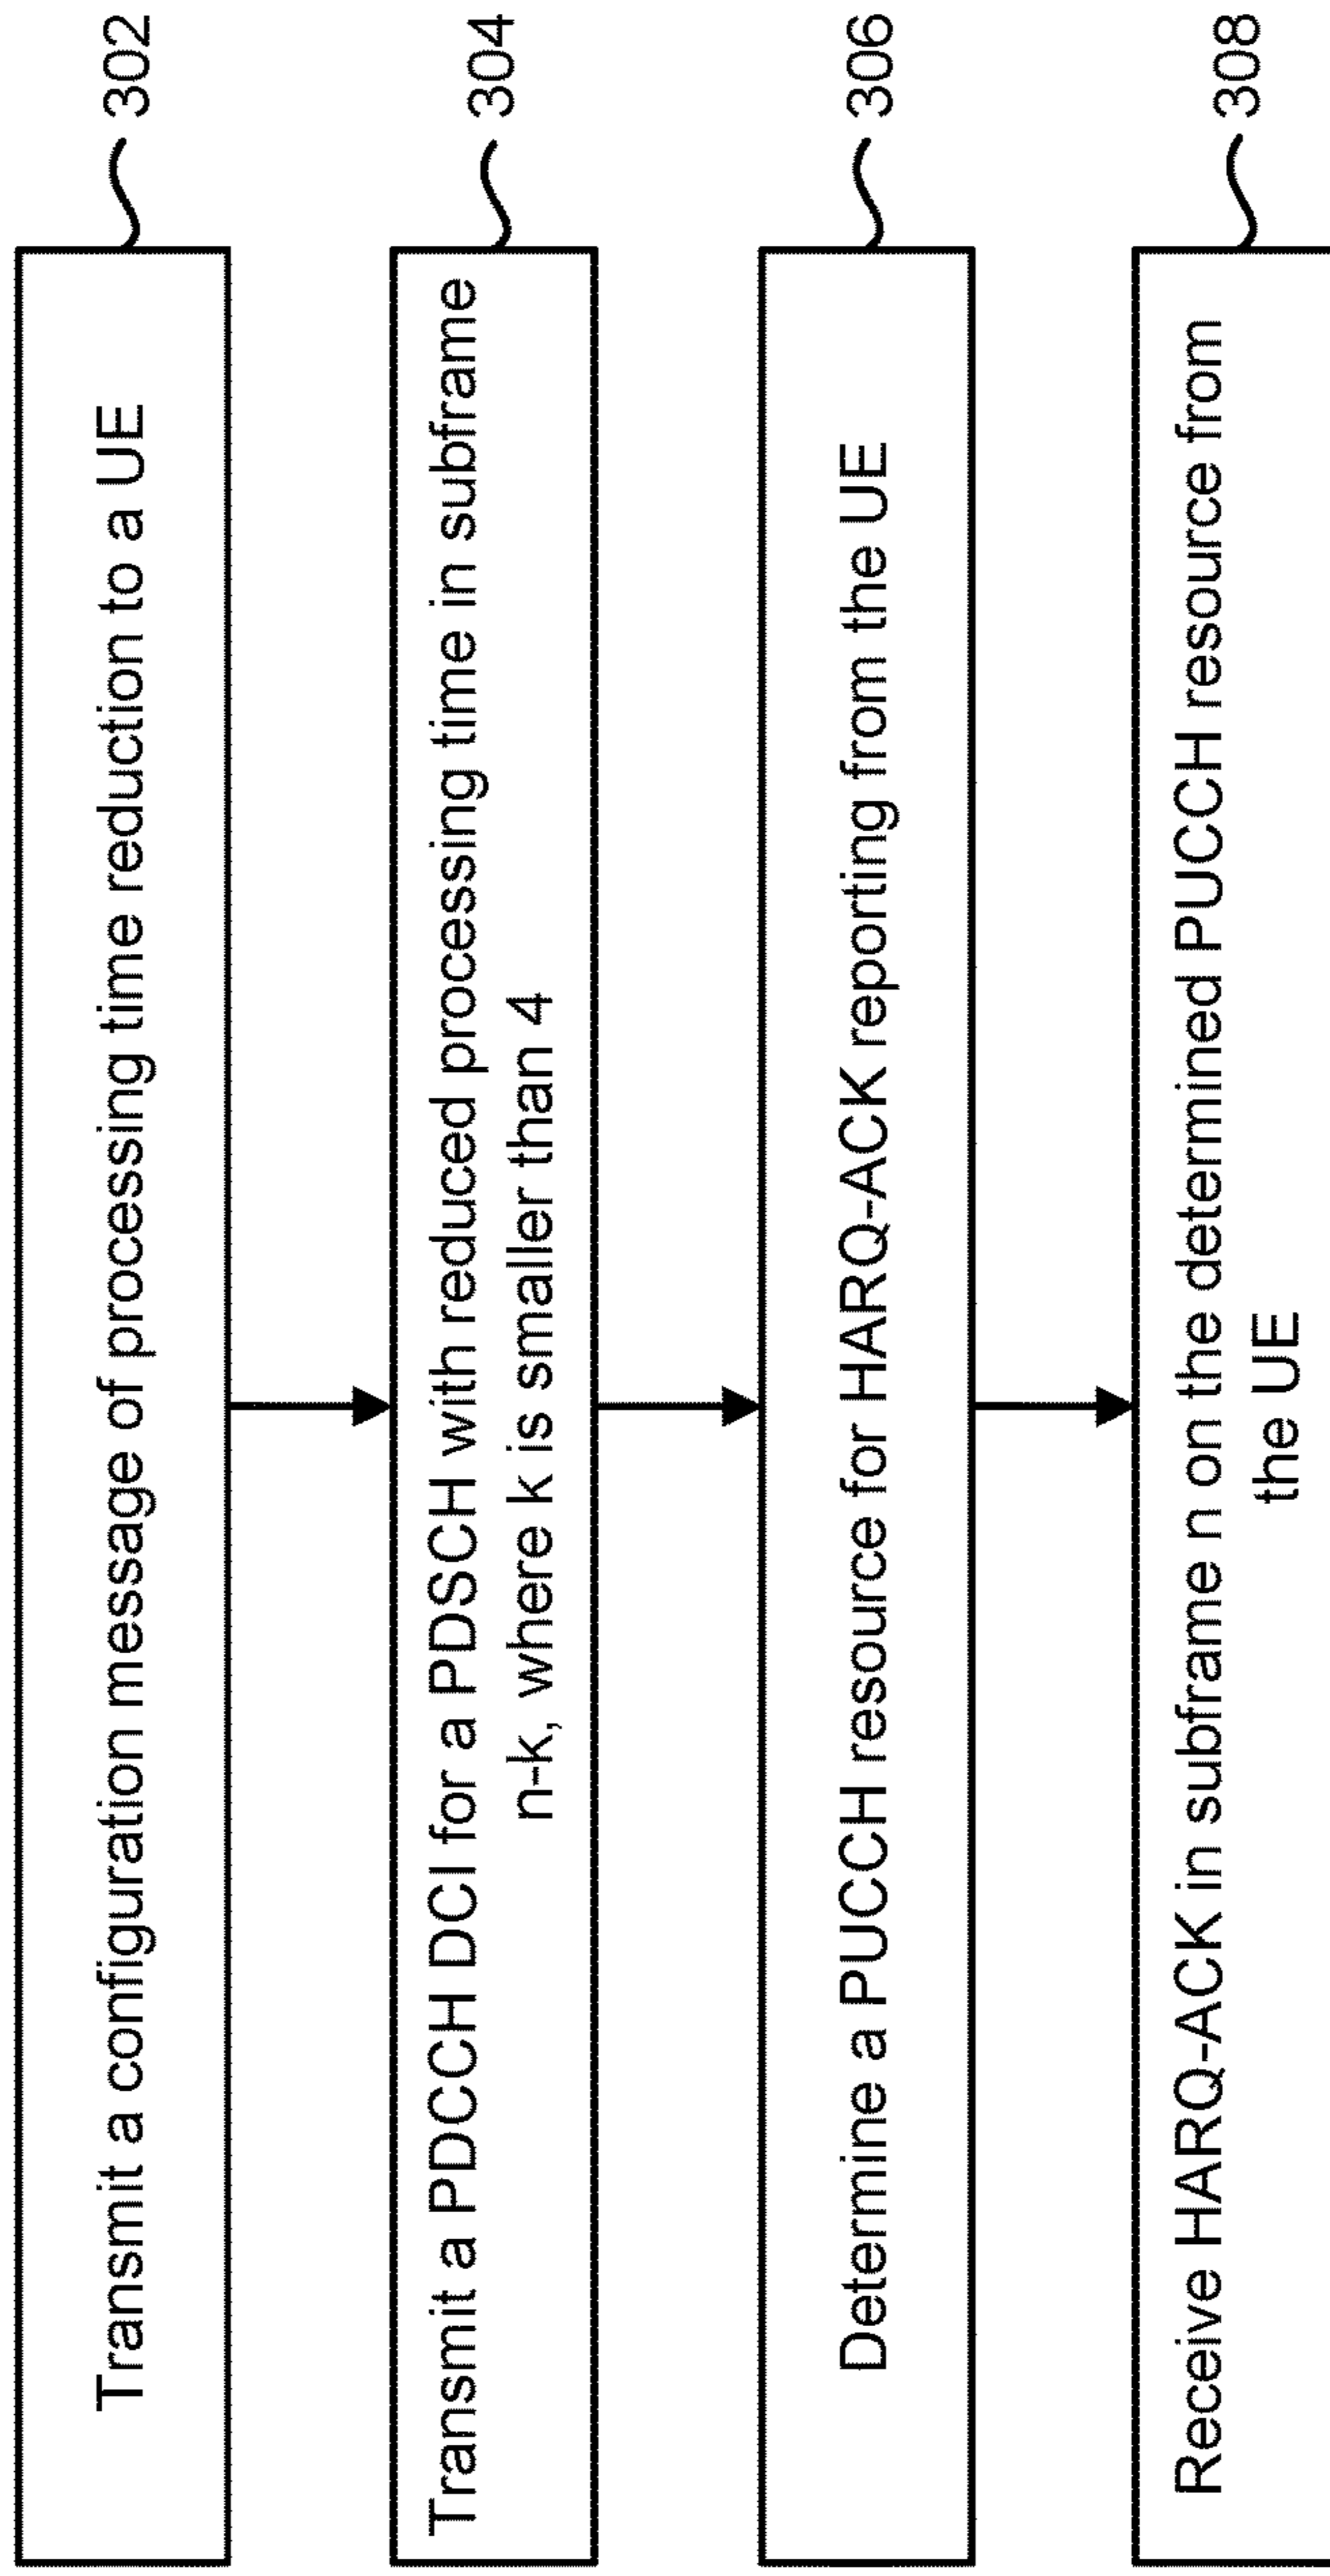 Transmit a configuration message of processing time reduction to a UE
302
Transmit a PDCCH DCI for a PDSCH with reduced processing time in subframe
n-k, where k is smaller than 4
304
Determine a PUCCH resource for HARQ-ACK reporting from the UE
306
Receive HARQ-ACK in subframe n on the determined PUCCH resource from
the UE
308